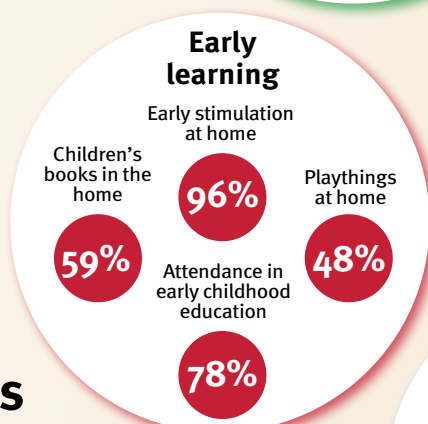 Early
learning
Early stimulation
at home
96%
Children's
books in the
home
59%
Playthings
at home
48%
Attendance in
early childhood
education
78%
s